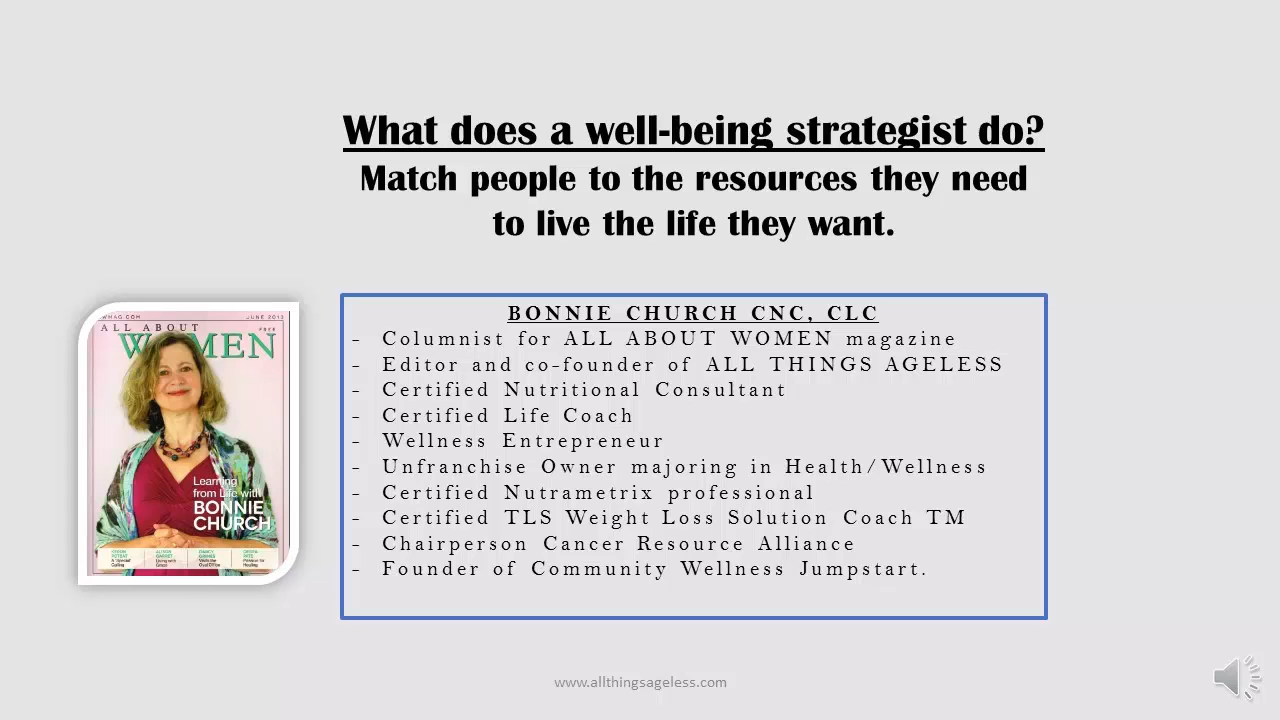 What does a well-being strategist do?
Match people to the resources they need
to live the life they want.
JUNE 2013
ALL ABOUT
WOMEN
Learning
from Life with
BONNIE
CHURCH
BONNIE CHURCH CNC, CLC
- Columnist for ALL ABOUT WOMEN magazine
- Editor and co-founder of ALL THINGS AGELESS
- Certified Nutritional Consultant
- Certified Life Coach
- Wellness Entrepreneur
- Unfranchise Owner majoring in Health/Wellness
- Certified Nutrametrix professional
- Certified TLS Weight Loss Solution Coach TM
- Chairperson Cancer Resource Alliance
- Founder of Community Wellness Jumpstart.
www.allthingsageless.com